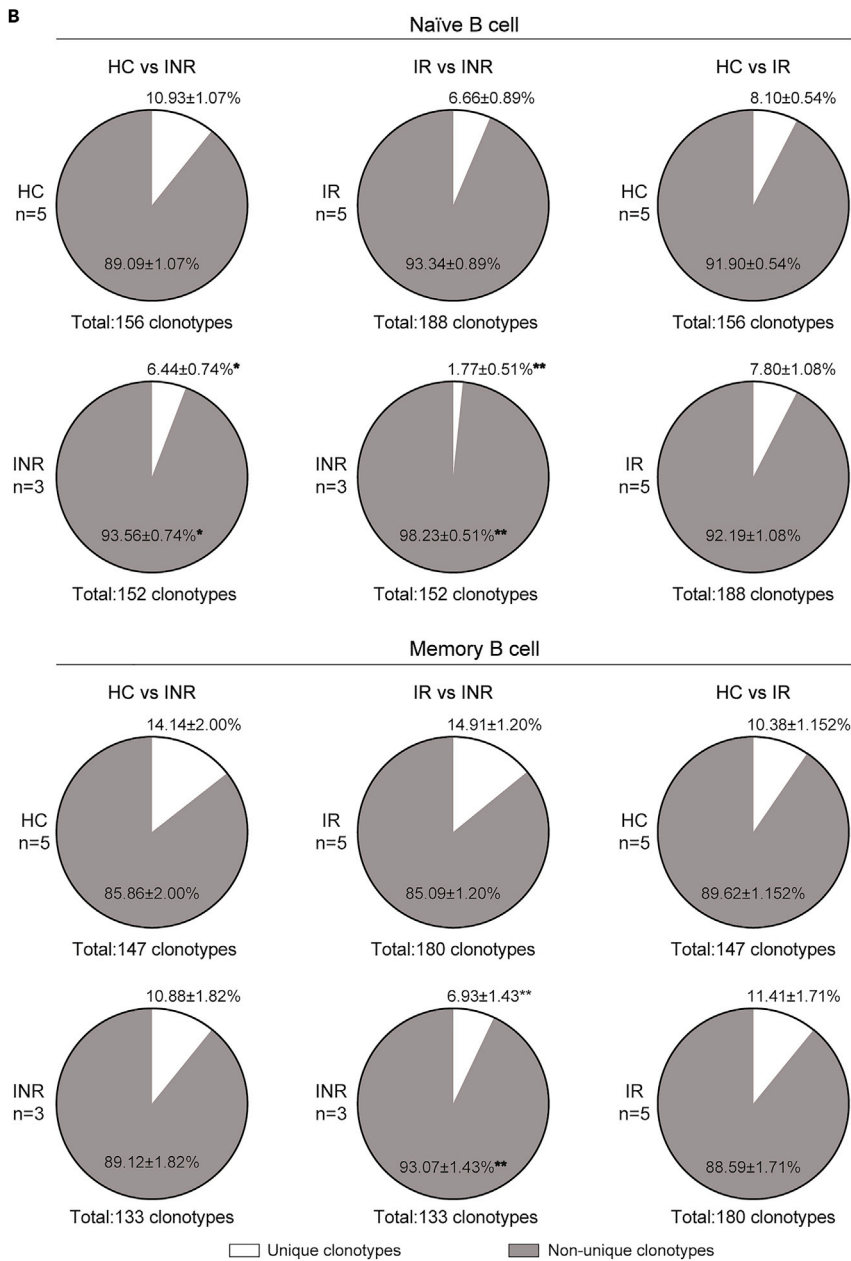 B
Naïve B cell
HC vs INR
IR vs INR
HC vs IR
10.93±1.07%
6.66±0.89%
8.10±0.54%
HC
n=5
IR
n=5
HC
n=5
89.09±1.07%
93.34±0.89%
91.90±0.54%
Total:156 clonotypes
Total:188 clonotypes
Total:156 clonotypes
6.44±0.74%*
1.77±0.51%**
7.80±1.08%
INR
n=3
INR
n=3
IR
n=5
93.56±0.74%*
98.23±0.51%**
92.19±1.08%
Total:152 clonotypes
Total:152 clonotypes
Total:188 clonotypes
Memory B cell
HC vs INR
IR vs INR
HC vs IR
14.14±2.00%
14.91±1.20%
10.38±1.152%
HC
n=5
IR
n=5
HC
n=5
85.86±2.00%
85.09±1.20%
89.62±1.152%
Total:147 clonotypes
Total:180 clonotypes
Total:147 clonotypes
10.88±1.82%
6.93±1.43**
11.41±1.71%
INR
n=3
INR
n=3
IR
n=5
89.12±1.82%
93.07±1.43%**
88.59±1.71%
Total:133 clonotypes
Total:133 clonotypes
Total:180 clonotypes
Unique clonotypes
Non-unique clonotypes